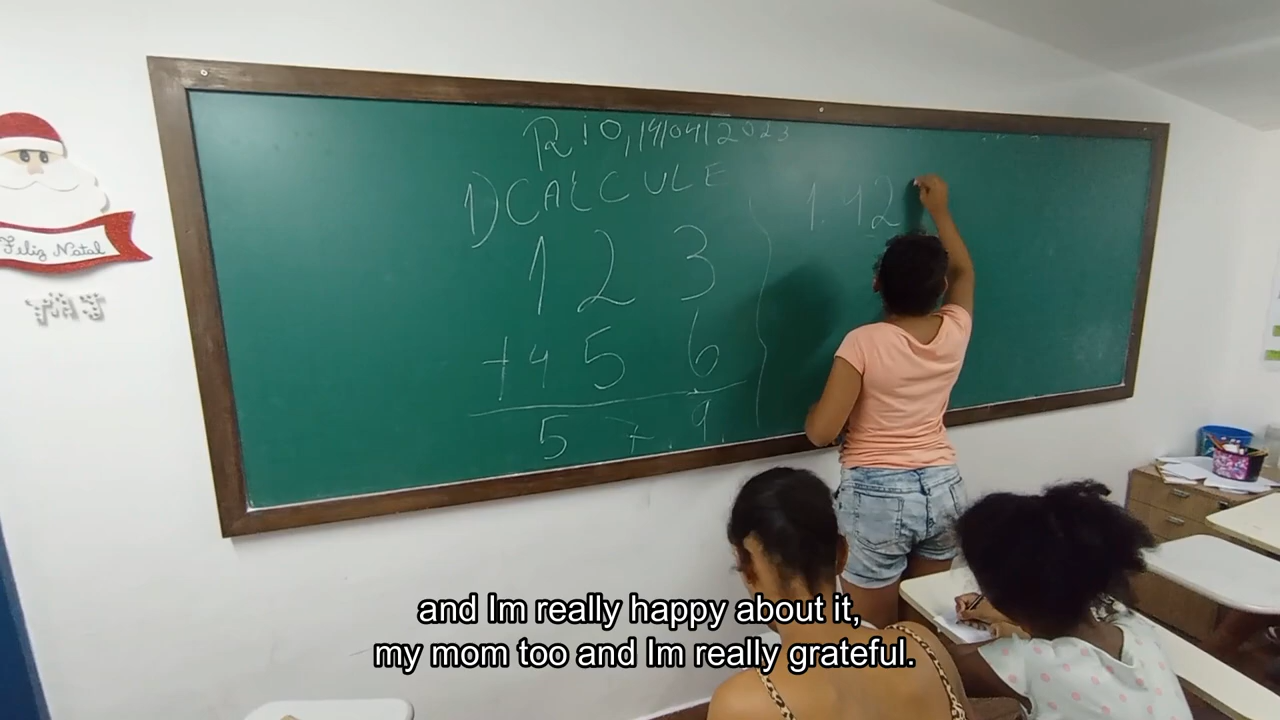 Feliz Natal
Rio, 14/04/2023
1) CALCULE
1 2 3
+ 4 5 6
5 7 9
1.42
and Im really happy about it,
my mom too and Im really grateful.